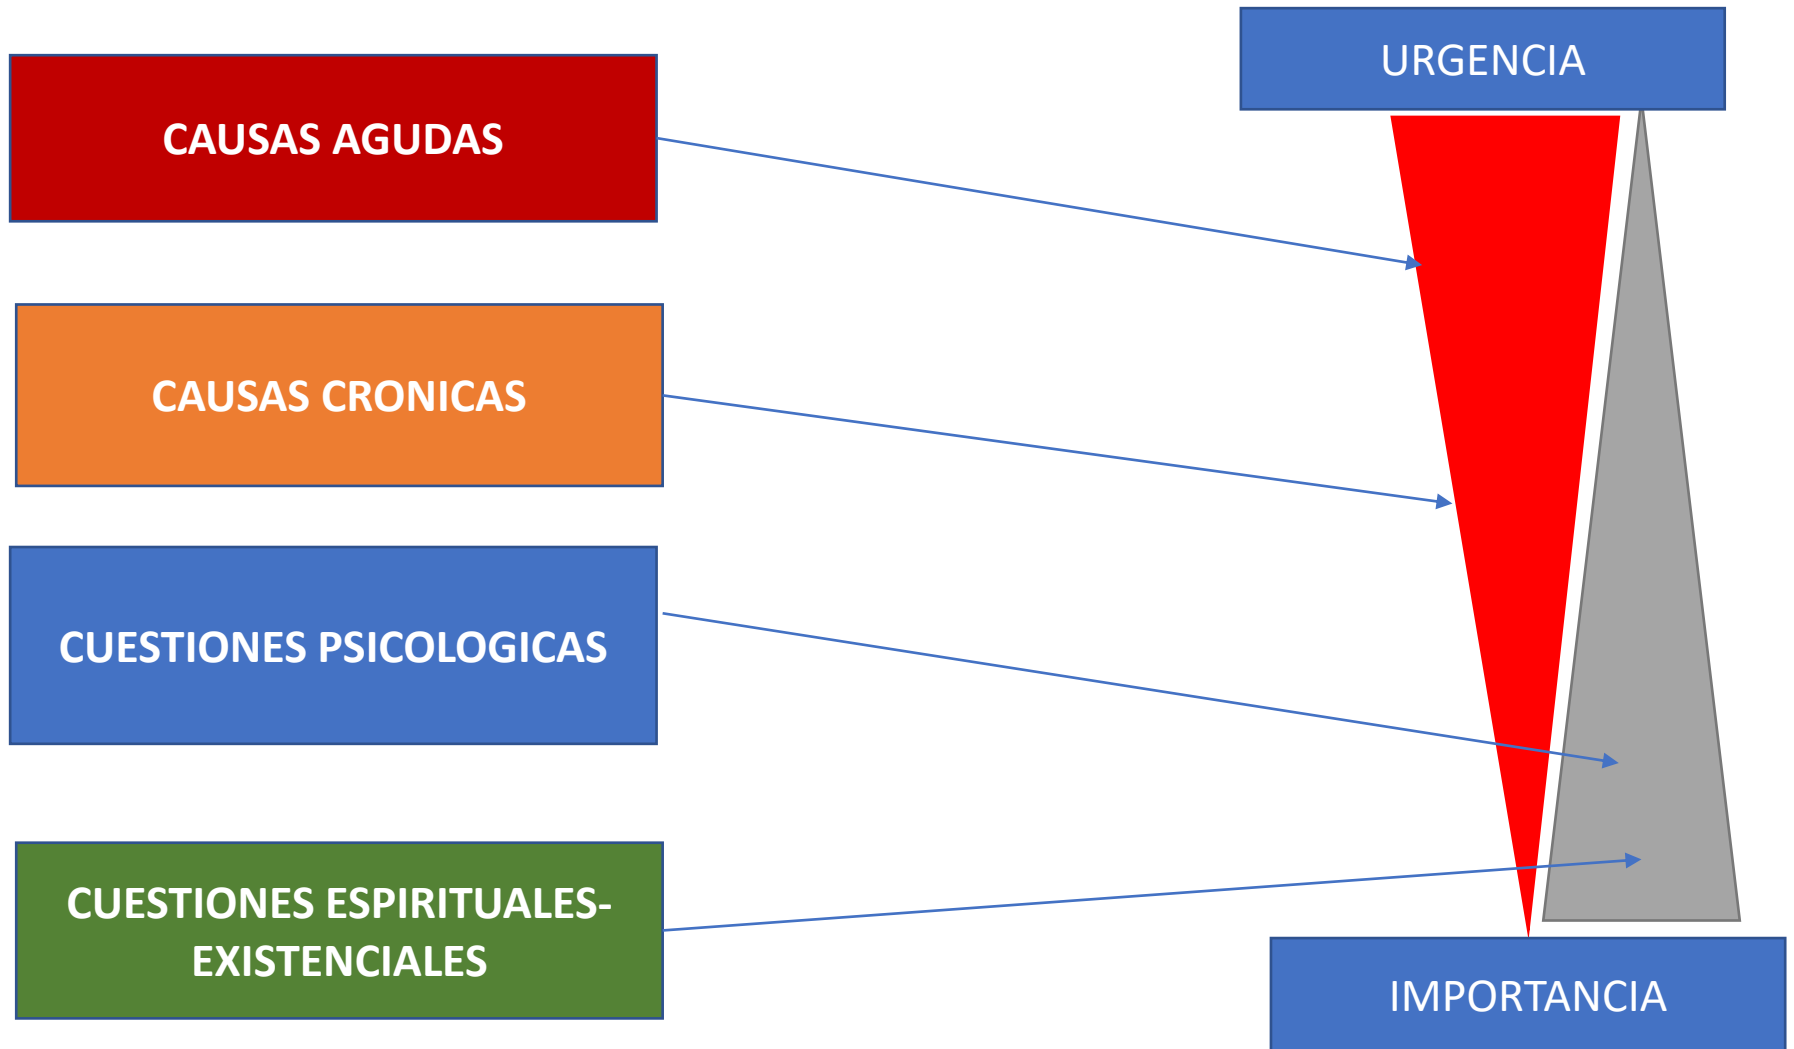 URGENCIA
CAUSAS AGUDAS
CAUSAS CRONICAS
CUESTIONES PSICOLOGICAS
CUESTIONES ESPIRITUALES-
EXISTENCIALES
IMPORTANCIA